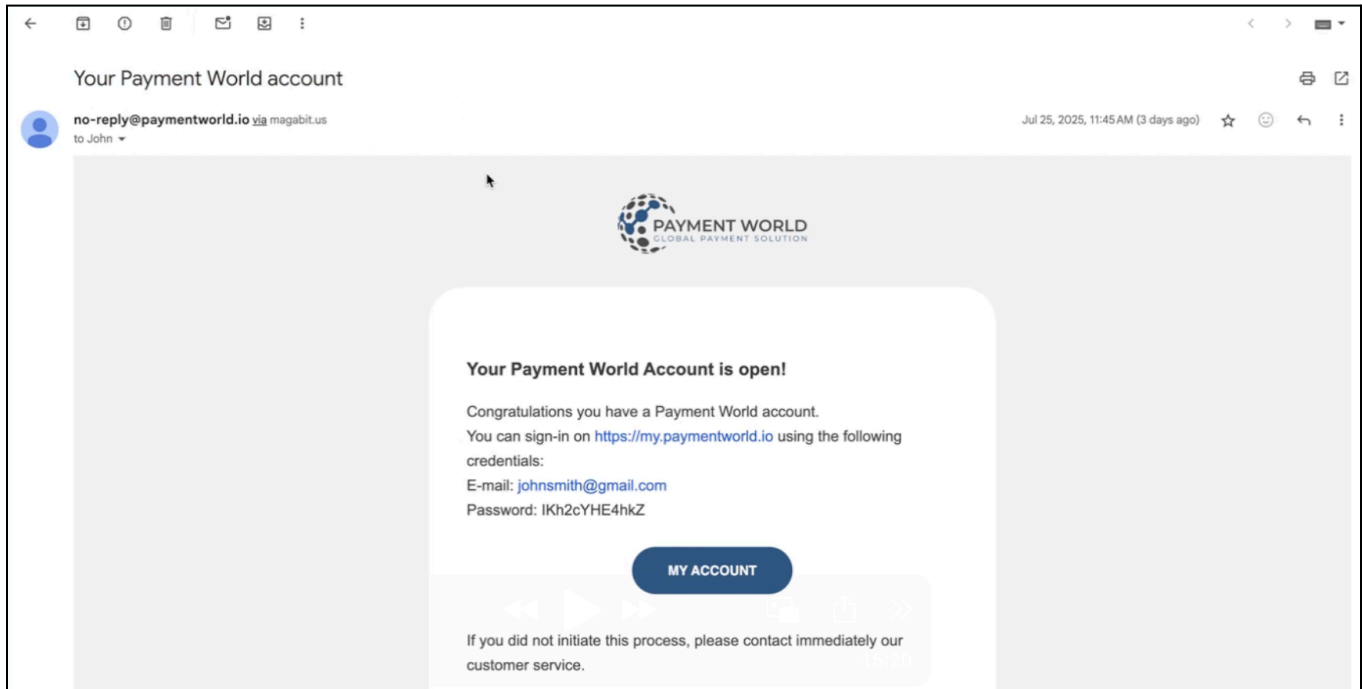 Your Payment World account
no-reply@paymentworld.io via magabit.us
Jul 25, 2025, 11:45 AM (3 days ago)
to John
PAYMENT WORLD
GLOBAL PAYMENT SOLUTION
Your Payment World Account is open!
Congratulations you have a Payment World account.
You can sign-in on https://my.paymentworld.io using the following
credentials:
E-mail: johnsmith@gmail.com
Password: IKh2cYHE4hkZ
MY ACCOUNT
If you did not initiate this process, please contact immediately our
customer service.